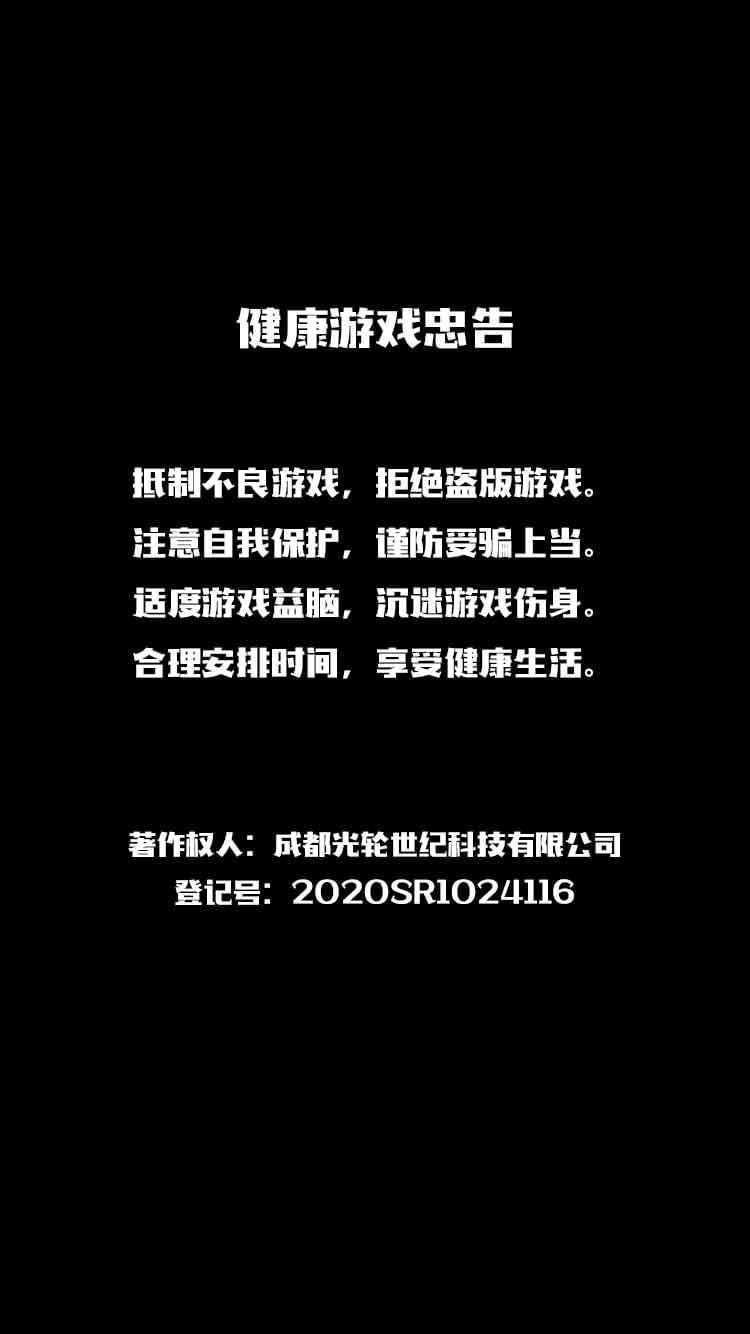 健康游戏忠告
抵制不良游戏，拒绝盗版游戏。
注意自我保护，谨防受骗上当。
适度游戏益脑，沉迷游戏伤身。
合理安排时间，享受健康生活。
著作权人：成都光轮世纪科技有限公司
登记号：2020SR1024116